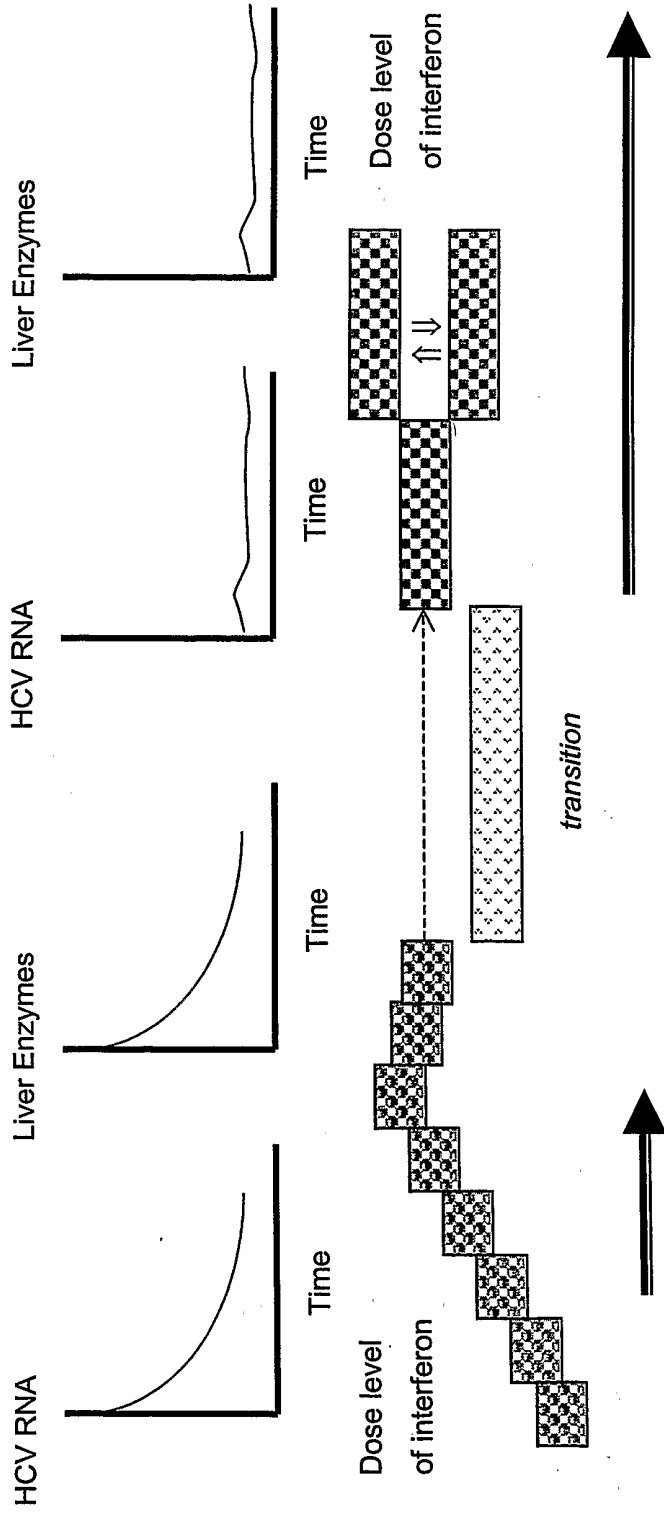 HCV RNA
Liver Enzymes
HCV RNA
Liver Enzymes
Time
Time
Time
Time
Dose level
of interferon
Dose level
of interferon
transition